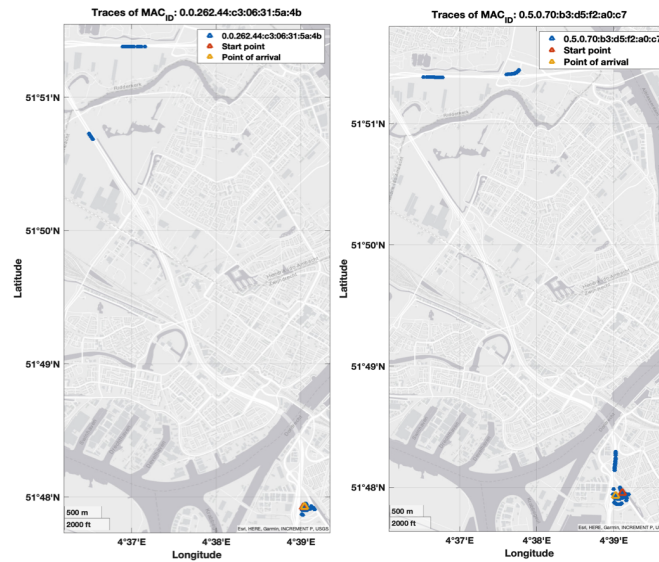 Traces of MAC_ID: 0.0.262.44:c3:06:31:5a:4b
0.0.262.44:c3:06:31:5a:4b
Start point
Point of arrival
51°51'N
51°50'N
51°49'N
51°48'N
Latitude
500 m
2000 ft
Esri, HERE, Garmin, INCREMENT P, USGS
4°37'E 4°38'E 4°39'E
Longitude
Traces of MAC_ID: 0.5.0.70:b3:d5:f2:a0:c7
0.5.0.70:b3:d5:f2:a0:c7
Start point
Point of arrival
51°51'N
51°50'N
51°49'N
51°48'N
Latitude
500 m
2000 ft
Esri, HERE, Garmin, INCREMENT P, U
4°37'E 4°38'E 4°39'E
Longitude